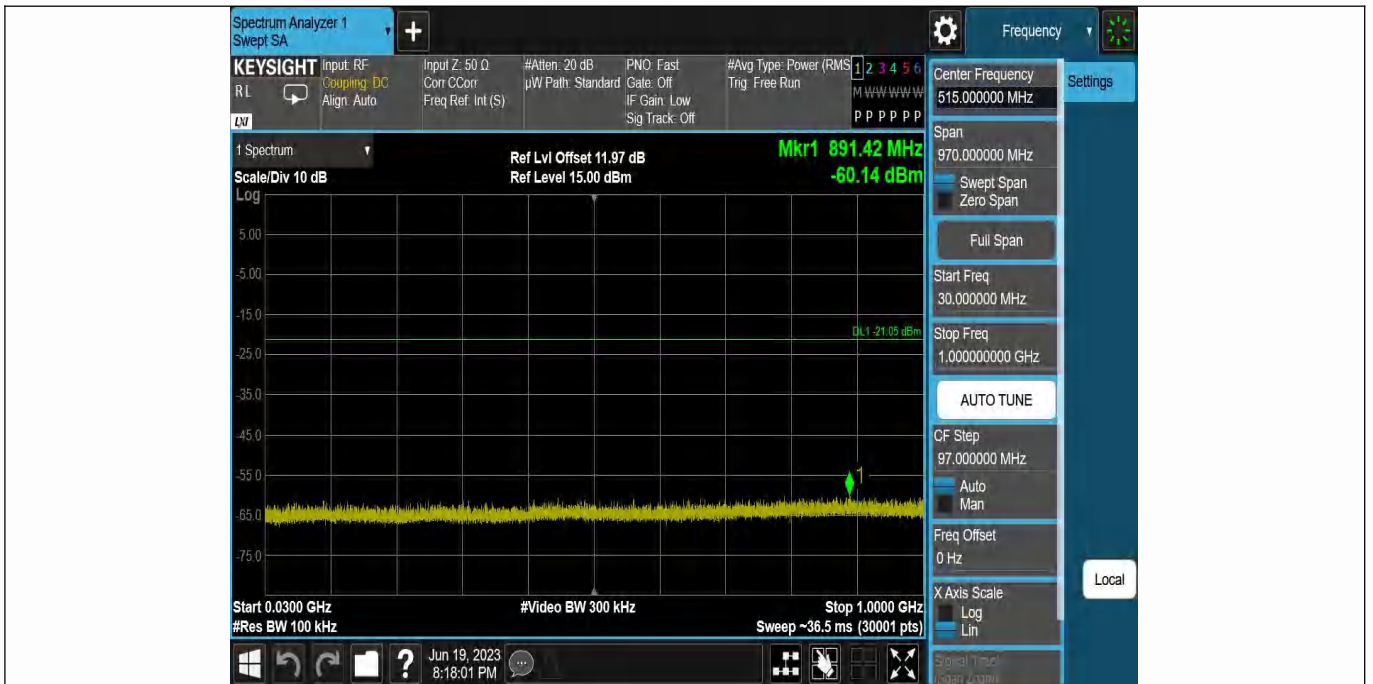 Spectrum Analyzer 1
Swept SA
+
Frequency
KEYSIGHT
RL
LXI
Input: RF
Coupling: DC
Align: Auto
Input Z: 50 Ω
Corr CCorr
Freq Ref: Int (S)
#Atten: 20 dB
µW Path: Standard
PNO: Fast
Gate: Off
IF Gain: Low
Sig Track: Off
#Avg Type: Power (RMS
Trig: Free Run
1 2 3 4 5 6
M W W W W W
P P P P P P
1 Spectrum
Scale/Div 10 dB
Log
Ref Lvl Offset 11.97 dB
Ref Level 15.00 dBm
Mkr1 891.42 MHz
-60.14 dBm
5.00
-5.00
-15.0
DL1 -21.05 dBm
-25.0
-35.0
-45.0
-55.0
1
-65.0
-75.0
Start 0.0300 GHz
#Res BW 100 kHz
#Video BW 300 kHz
Stop 1.0000 GHz
Sweep ~36.5 ms (30001 pts)
Center Frequency
515.000000 MHz
Settings
Span
970.000000 MHz
Swept Span
Zero Span
Full Span
Start Freq
30.000000 MHz
Stop Freq
1.000000000 GHz
AUTO TUNE
CF Step
97.000000 MHz
Auto
Man
Freq Offset
0 Hz
X Axis Scale
Log
Lin
Local
Signal Track
(Span Zoom)
?
Jun 19, 2023
8:18:01 PM